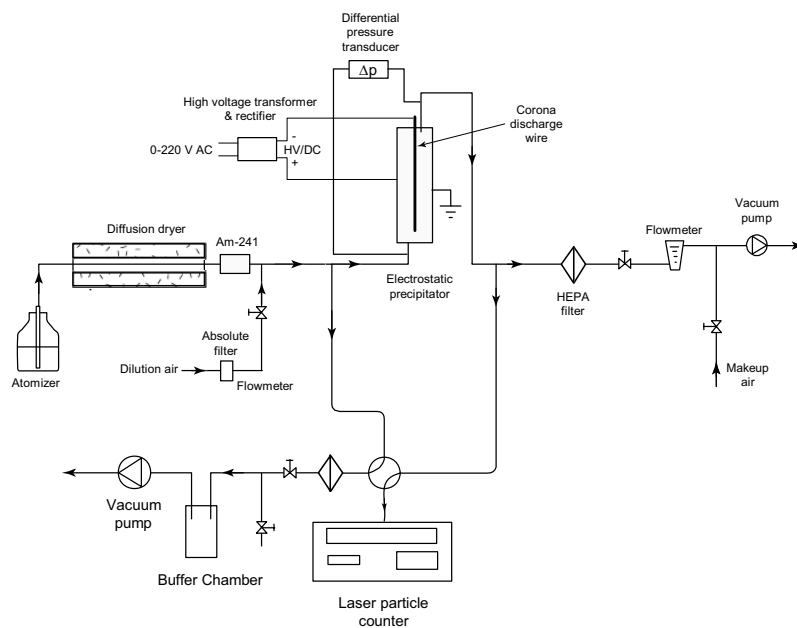 Differential
pressure
transducer
Δp
High voltage transformer
& rectifier
0-220 V AC
-
HV/DC
+
Corona
discharge
wire
Diffusion dryer
Am-241
Electrostatic
precipitator
Vacuum
pump
Flowmeter
HEPA
filter
Makeup
air
Atomizer
Absolute
filter
Dilution air
Flowmeter
Vacuum
pump
Buffer Chamber
Laser particle
counter